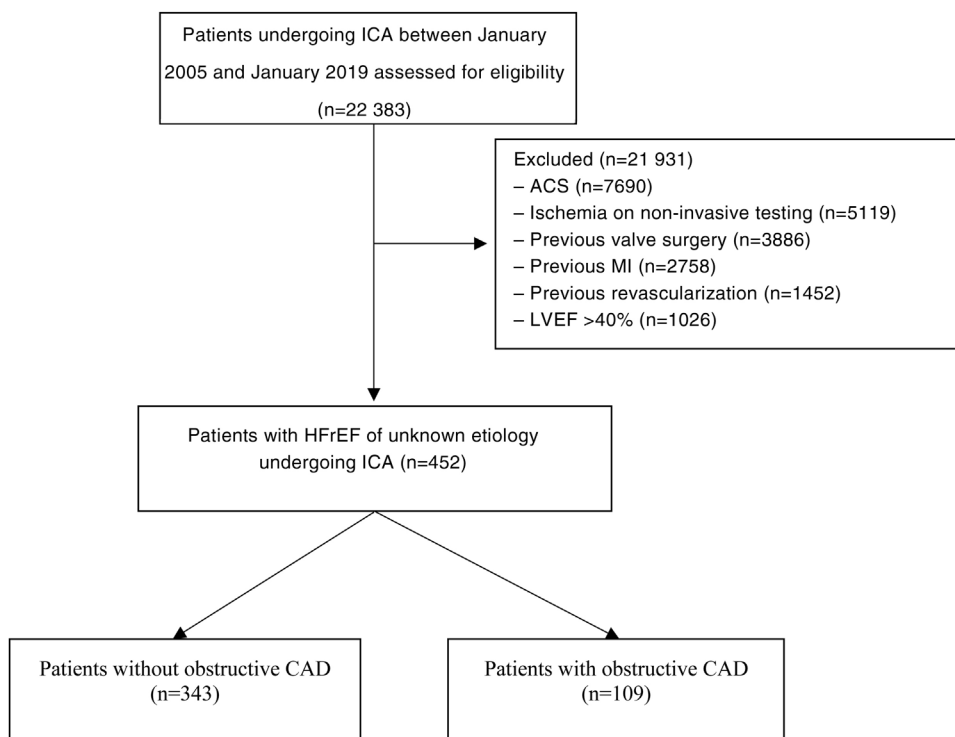 Patients undergoing ICA between January
2005 and January 2019 assessed for eligibility
(n=22 383)
Excluded (n=21 931)
– ACS (n=7690)
– Ischemia on non-invasive testing (n=5119)
– Previous valve surgery (n=3886)
– Previous MI (n=2758)
– Previous revascularization (n=1452)
– LVEF >40% (n=1026)
Patients with HFrEF of unknown etiology
undergoing ICA (n=452)
Patients without obstructive CAD
(n=343)
Patients with obstructive CAD
(n=109)